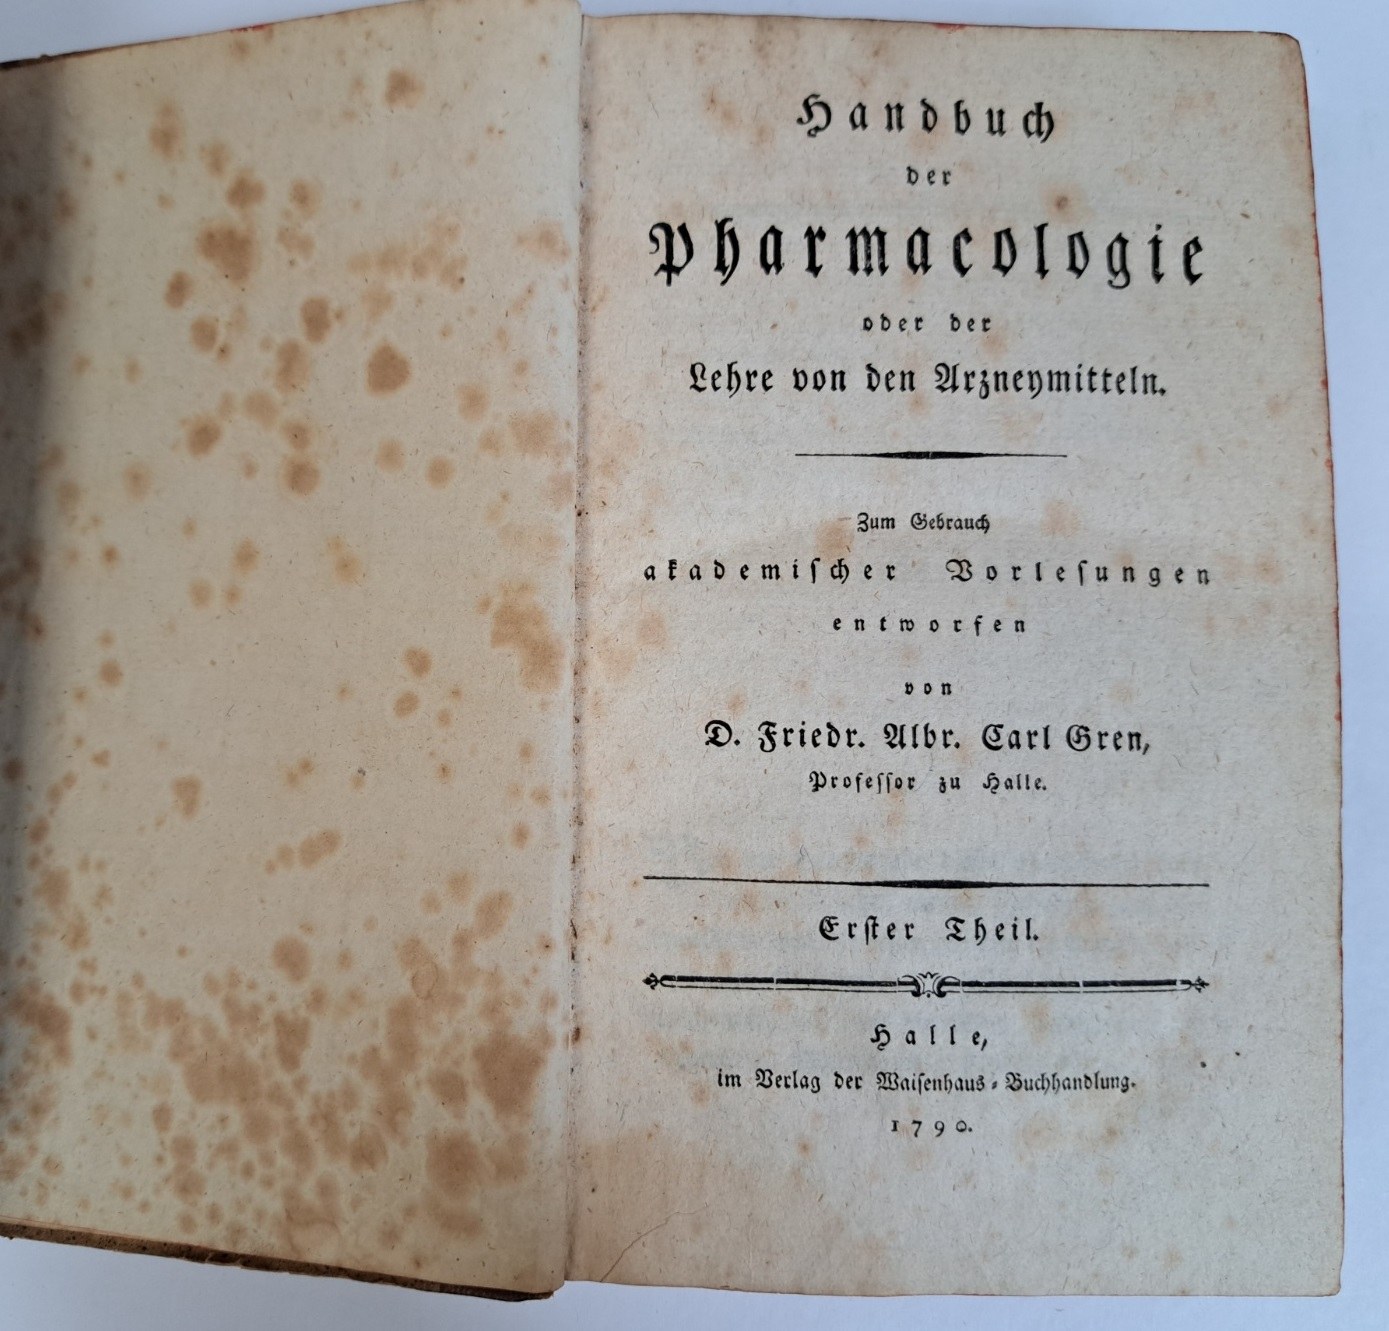 Handbuch
der
Pharmacologie
oder der
Lehre von den Arzneymitteln.
Zum Gebrauch
akademiſcher Vorleſungen
entworfen
von
D. Friedr. Albr. Carl Gren,
Profeſſor zu Halle.
Erſter Theil.
Halle,
im Verlag der Waiſenhaus⸗Buchhandlung.
1790.